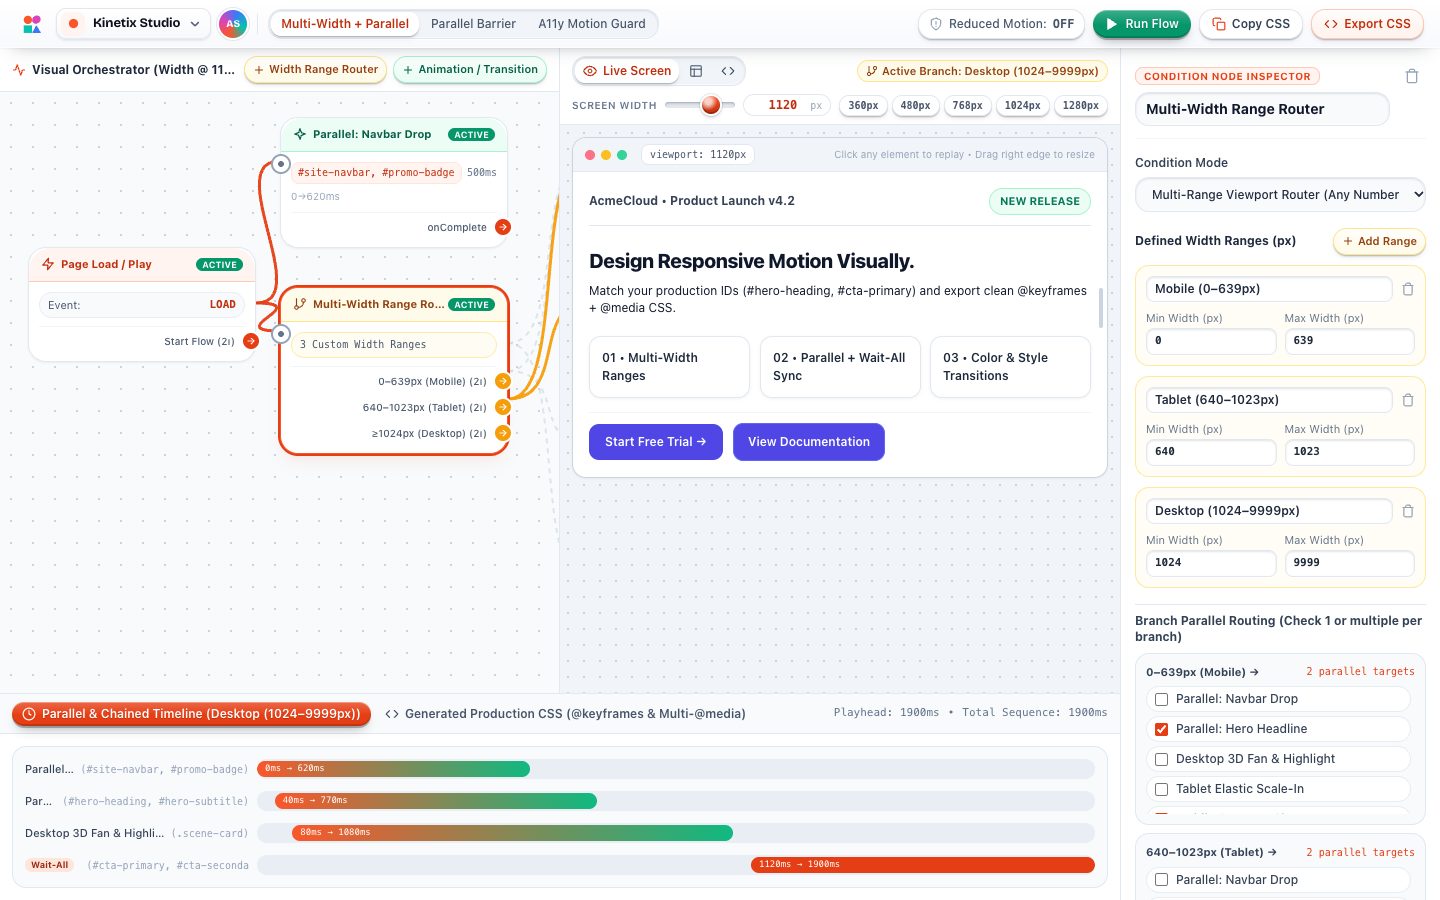 Kinetix Studio
AS
Multi-Width + Parallel
Parallel Barrier
A11y Motion Guard
Reduced Motion: OFF
Run Flow
Copy CSS
Export CSS
Visual Orchestrator (Width @ 11...
+ Width Range Router
+ Animation / Transition
Parallel: Navbar Drop
ACTIVE
#site-navbar, #promo-badge
500ms
0→620ms
onComplete
Page Load / Play
ACTIVE
Event:
LOAD
Start Flow (2ı)
Multi-Width Range Ro...
ACTIVE
3 Custom Width Ranges
0–639px (Mobile) (2ı)
640–1023px (Tablet) (2ı)
≥1024px (Desktop) (2ı)
Live Screen
Active Branch: Desktop (1024–9999px)
SCREEN WIDTH
1120 px
360px
480px
768px
1024px
1280px
viewport: 1120px
Click any element to replay • Drag right edge to resize
AcmeCloud • Product Launch v4.2
NEW RELEASE
Design Responsive Motion Visually.
Match your production IDs (#hero-heading, #cta-primary) and export clean @keyframes
+ @media CSS.
01 • Multi-Width
Ranges
02 • Parallel + Wait-All
Sync
03 • Color & Style
Transitions
Start Free Trial →
View Documentation
CONDITION NODE INSPECTOR
Multi-Width Range Router
Condition Mode
Multi-Range Viewport Router (Any Number
Defined Width Ranges (px)
+ Add Range
Mobile (0–639px)
Min Width (px)
Max Width (px)
0
639
Tablet (640–1023px)
Min Width (px)
Max Width (px)
640
1023
Desktop (1024–9999px)
Min Width (px)
Max Width (px)
1024
9999
Branch Parallel Routing (Check 1 or multiple per
branch)
0–639px (Mobile) →
2 parallel targets
Parallel: Navbar Drop
Parallel: Hero Headline
Desktop 3D Fan & Highlight
Tablet Elastic Scale-In
640–1023px (Tablet) →
2 parallel targets
Parallel: Navbar Drop
Parallel & Chained Timeline (Desktop (1024–9999px))
Generated Production CSS (@keyframes & Multi-@media)
Playhead: 1900ms • Total Sequence: 1900ms
Parallel... (#site-navbar, #promo-badge)
0ms → 620ms
Par... (#hero-heading, #hero-subtitle)
40ms → 770ms
Desktop 3D Fan & Highli... (.scene-card)
80ms → 1080ms
Wait-All (#cta-primary, #cta-seconda
1120ms → 1900ms